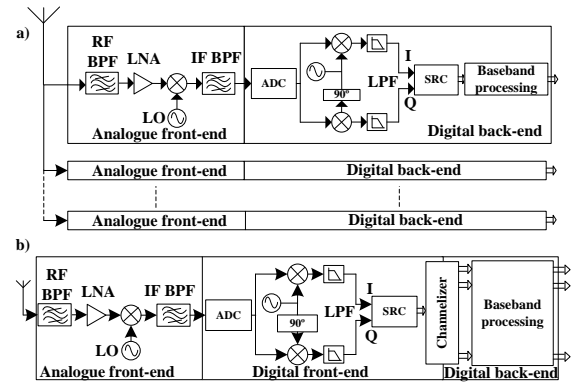 a)
RF
BPF
LNA
IF BPF
LO
Analogue front-end
ADC
90º
LPF
I
Q
SRC
Baseband
processing
Digital back-end
Analogue front-end
Digital back-end
Analogue front-end
Digital back-end
b)
RF
BPF
LNA
IF BPF
LO
Analogue front-end
ADC
90º
LPF
I
Q
SRC
Digital front-end
Channelizer
Baseband
processing
Digital back-end